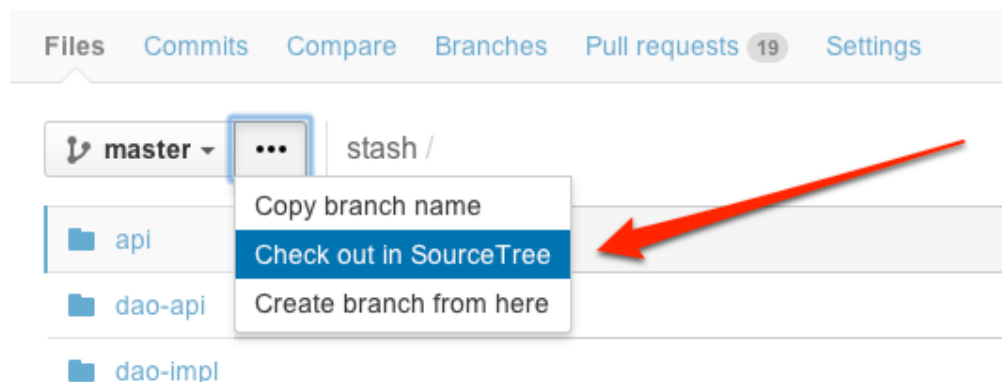 Files Commits Compare Branches Pull requests 19 Settings
master ••• stash /
Copy branch name
api
Check out in SourceTree
dao-api
Create branch from here
dao-impl